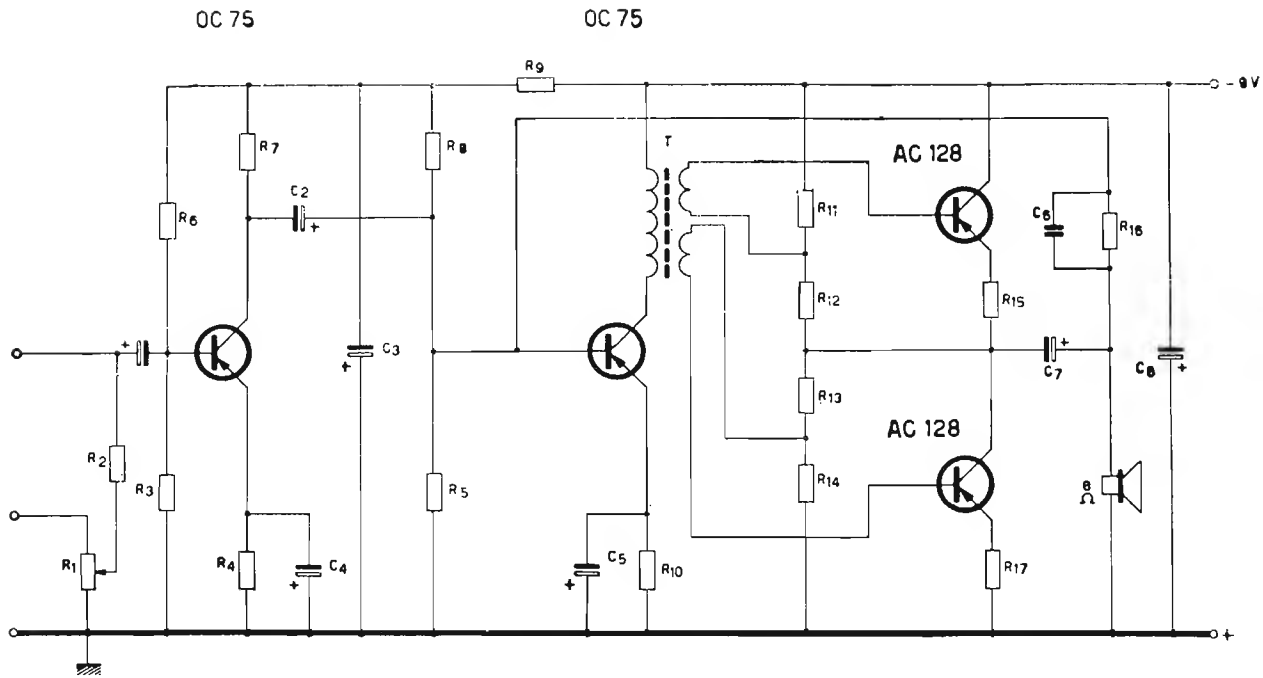 OC 75
OC 75
R9
- 9V
R7
R8
T
AC 128
C2
+
R6
R11
C6
R16
R12
R15
+
C3
+
C7
+
C8
+
R13
AC 128
R2
R3
R5
R14
8
Ω
R1
R4
C4
+
C5
+
R10
R17
+